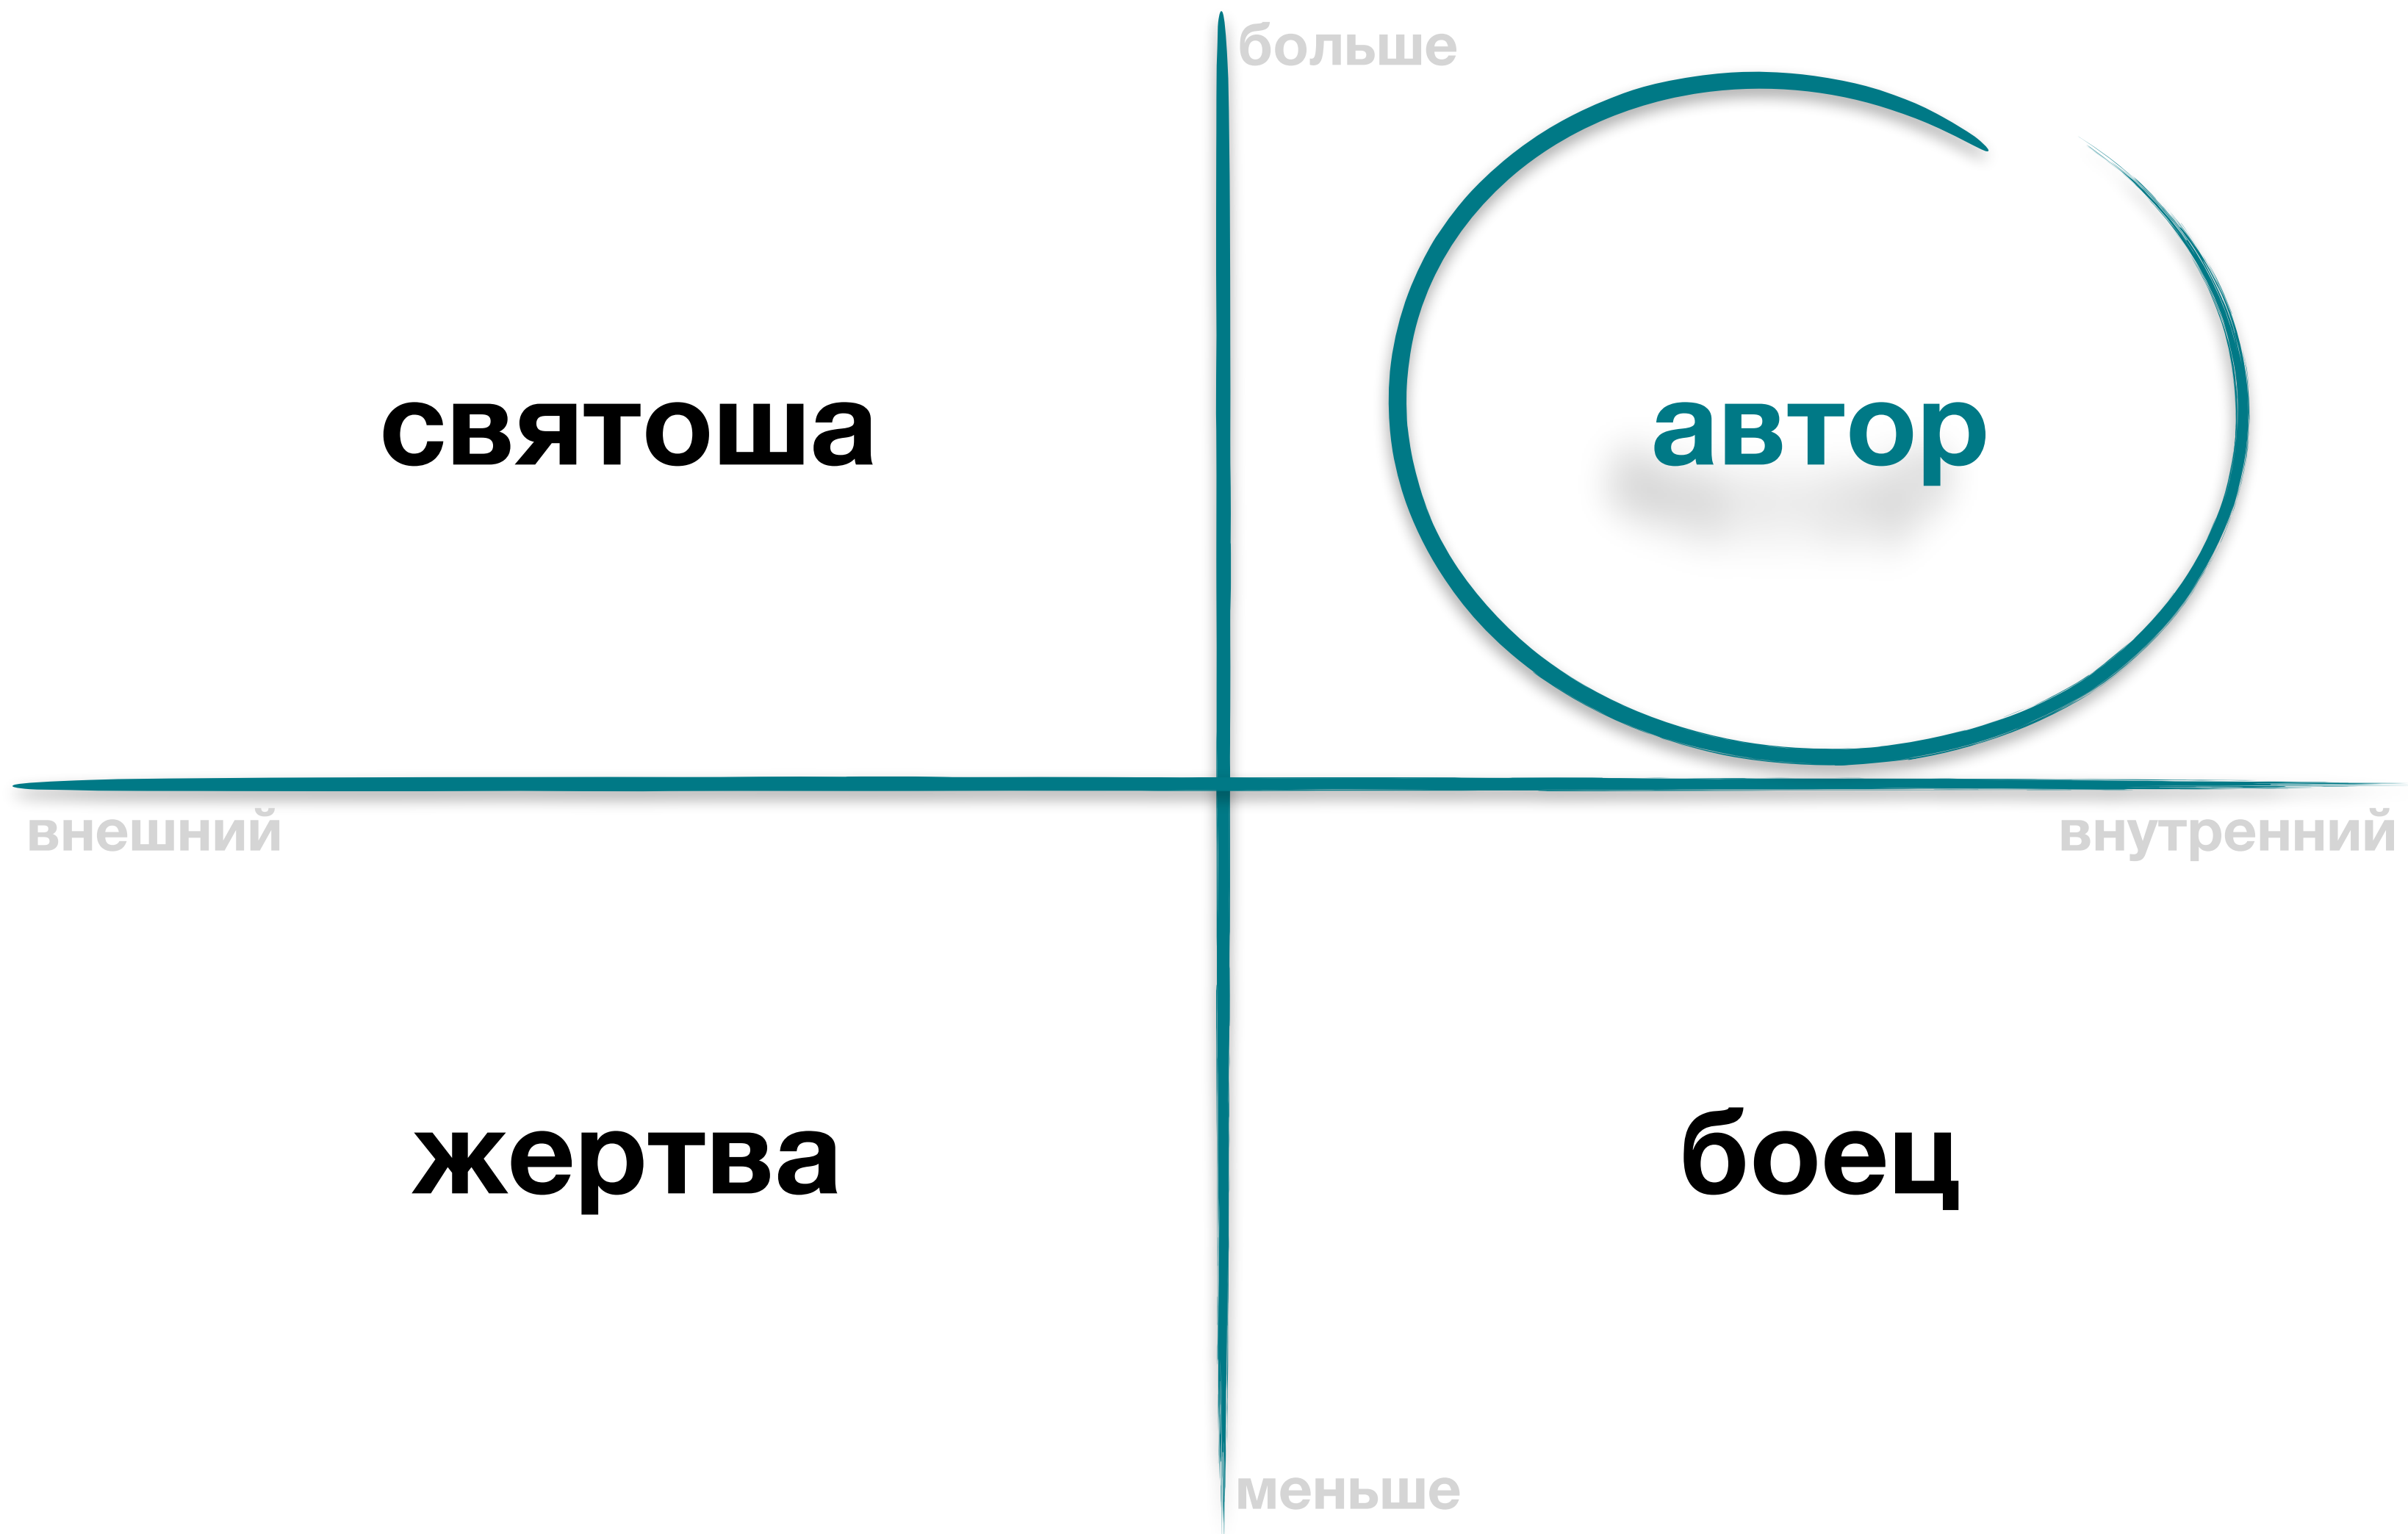 больше
святоша
автор
внешний
внутренний
жертва
боец
меньше